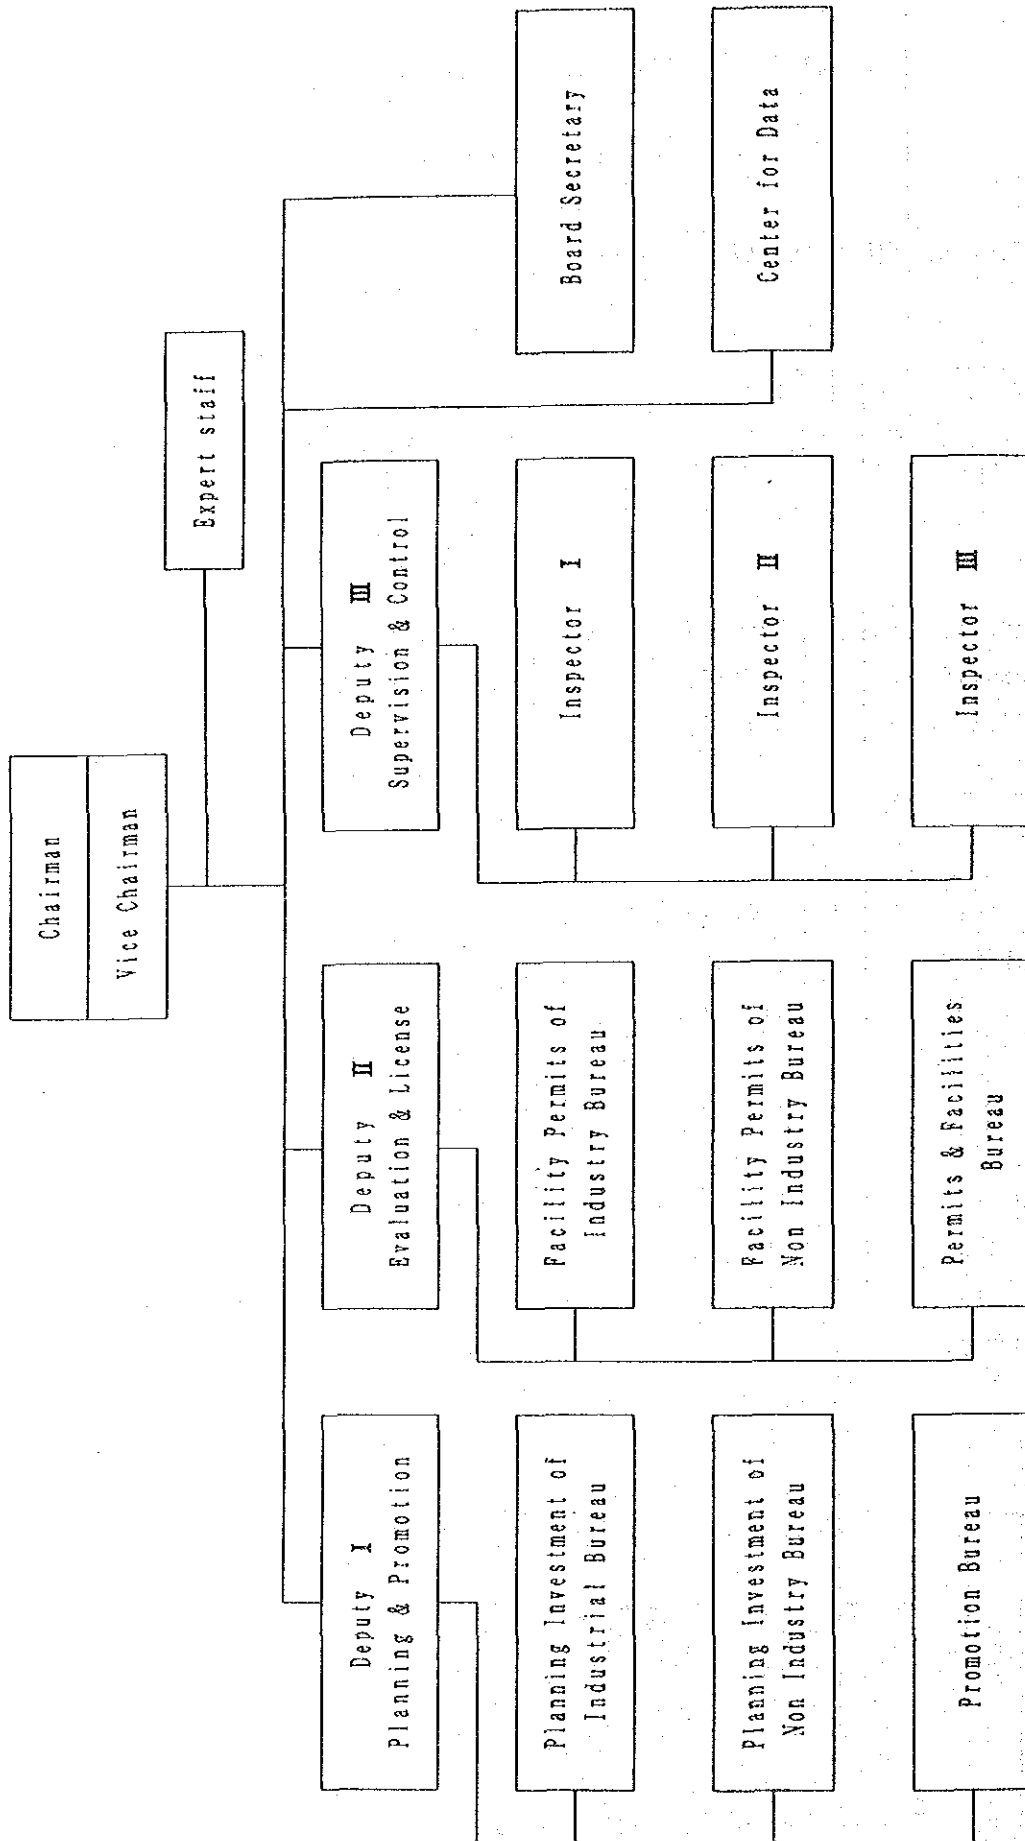 Chairman
Vice Chairman
Expert staff
Deputy I
Planning & Promotion
Deputy II
Evaluation & License
Deputy III
Supervision & Control
Planning Investment of
Industrial Bureau
Facility Permits of
Industry Bureau
Inspector I
Board Secretary
Planning Investment of
Non Industry Bureau
Facility Permits of
Non Industry Bureau
Inspector II
Center for Data
Promotion Bureau
Permits & Facilities
Bureau
Inspector III